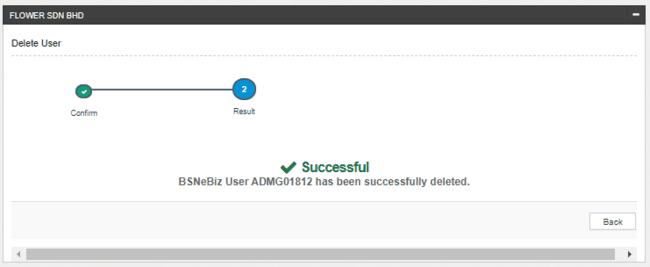 FLOWER SDN BHD
Delete User
2
Confirm
Result
Successful
BSNeBiz User ADMG01812 has been successfully deleted.
Back